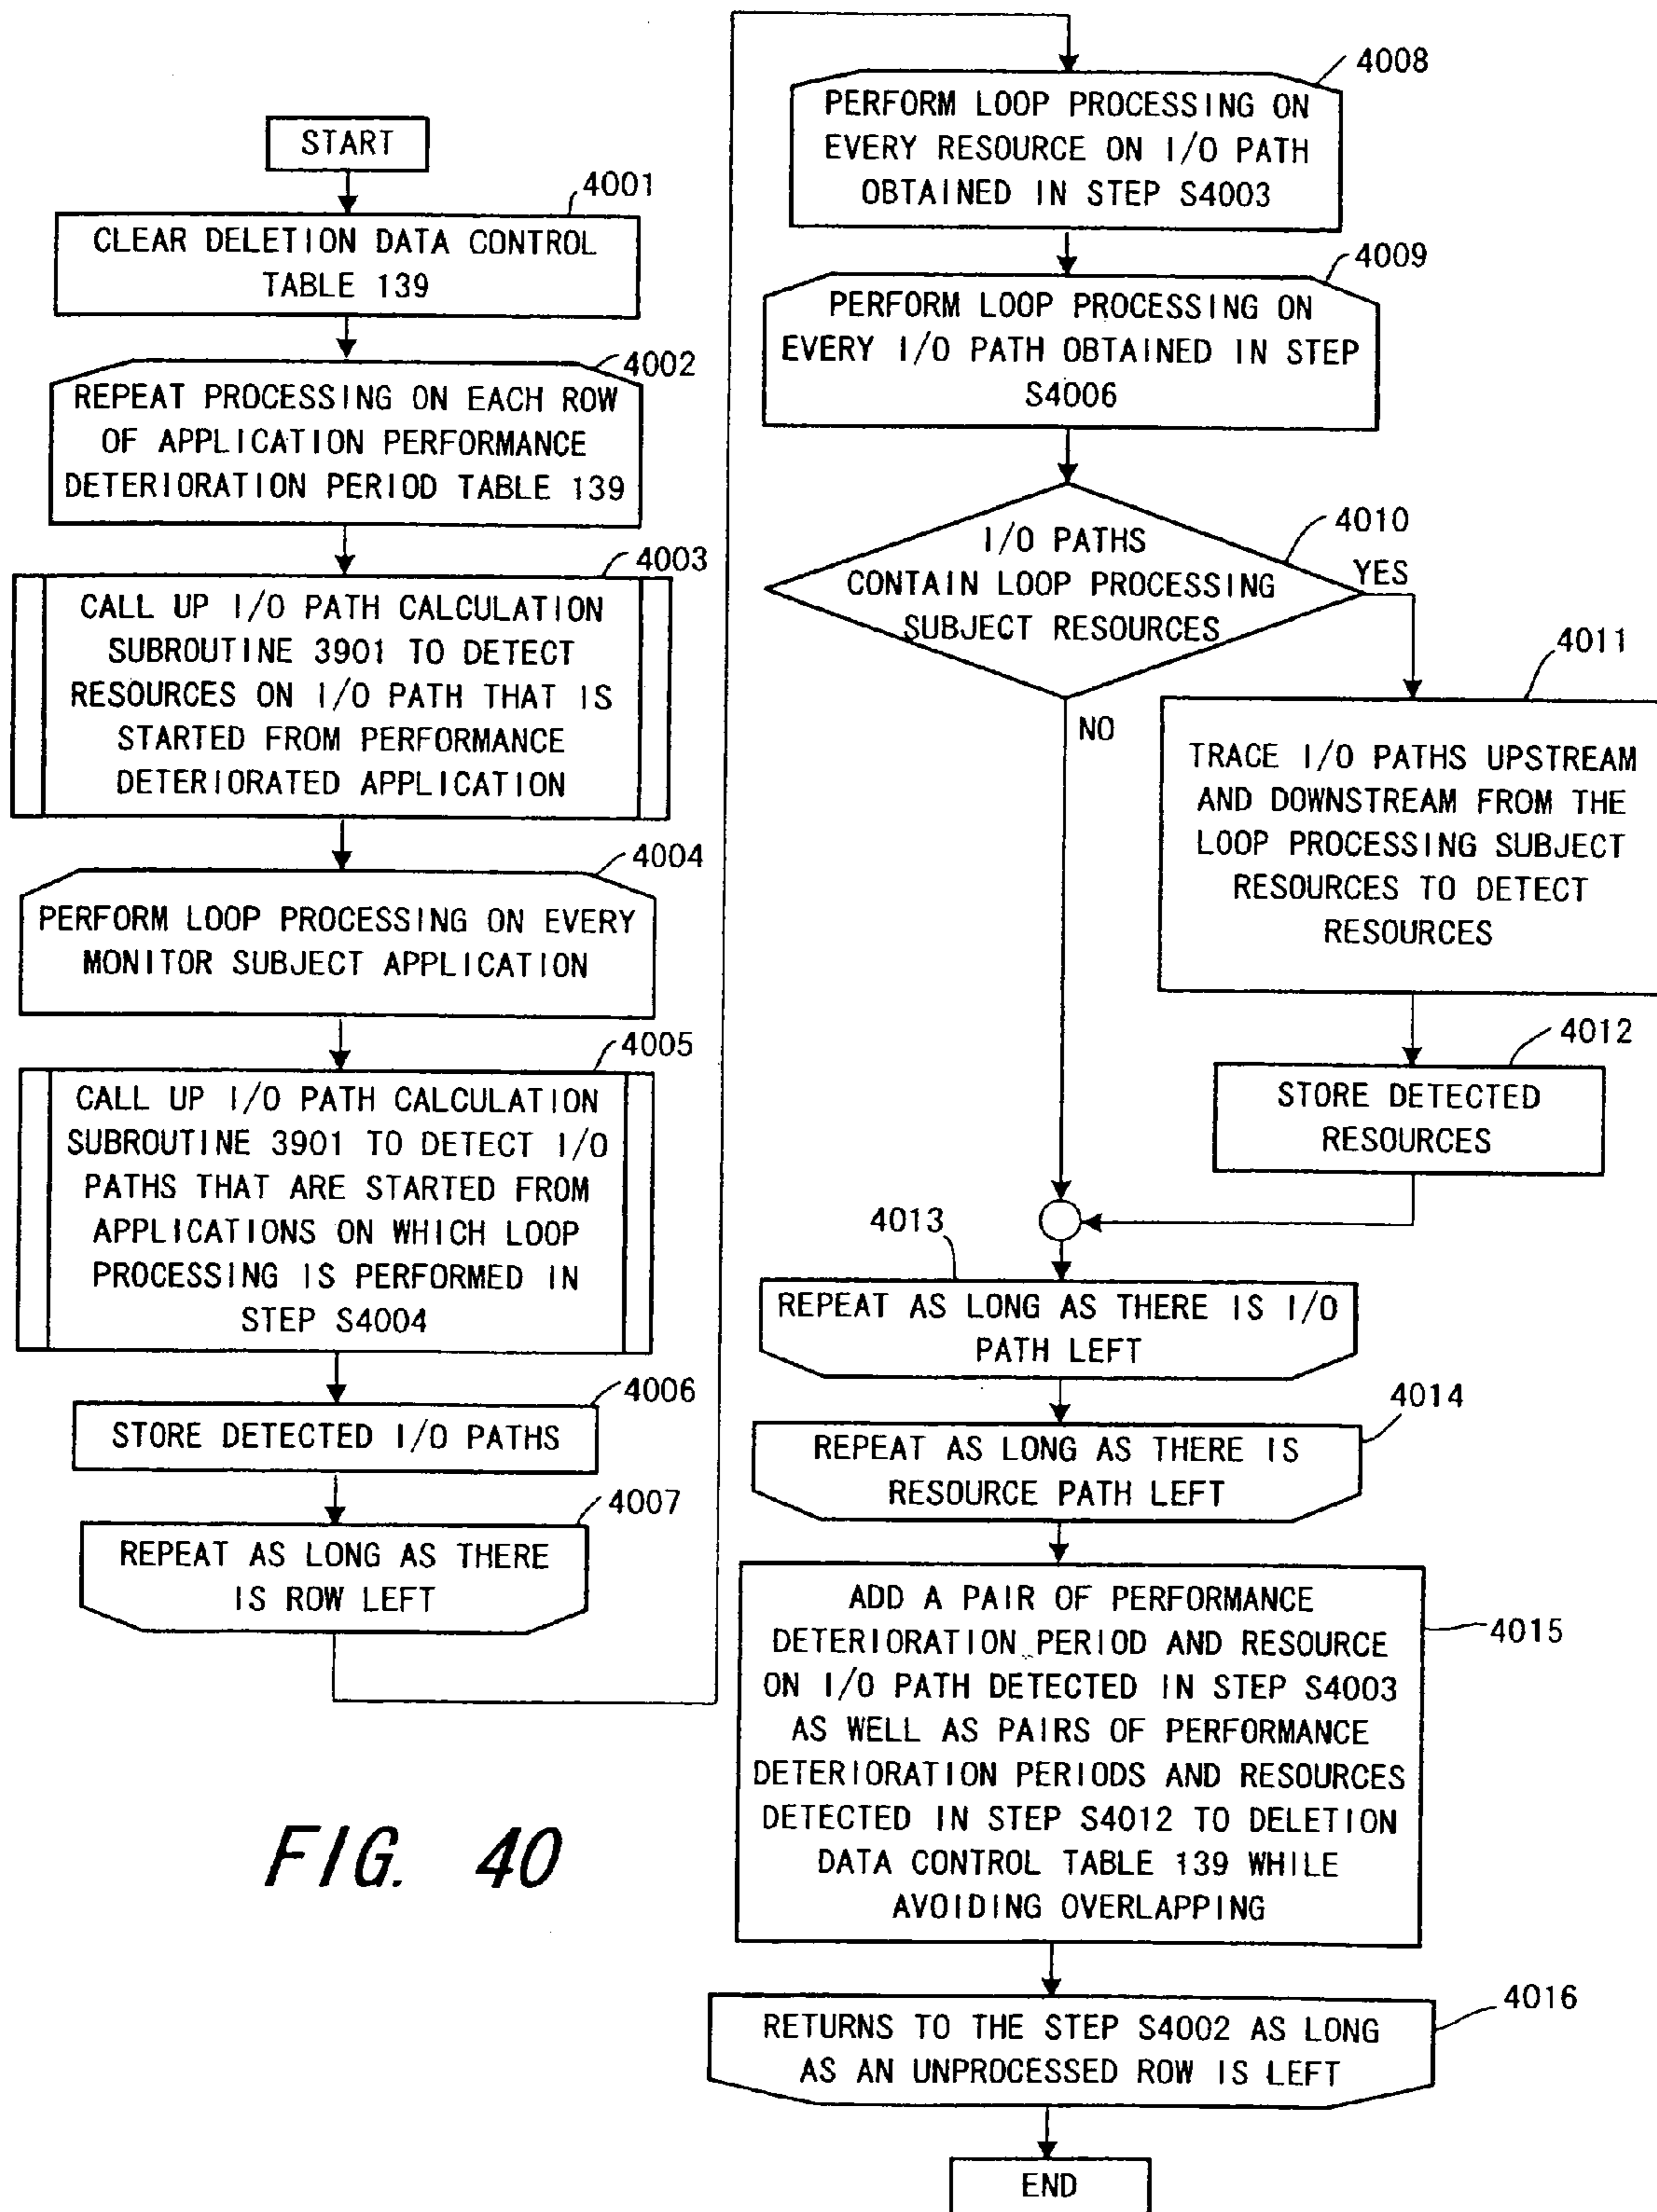 START
4001
CLEAR DELETION DATA CONTROL
TABLE 139
4002
REPEAT PROCESSING ON EACH ROW
OF APPLICATION PERFORMANCE
DETERIORATION PERIOD TABLE 139
4003
CALL UP I/O PATH CALCULATION
SUBROUTINE 3901 TO DETECT
RESOURCES ON I/O PATH THAT IS
STARTED FROM PERFORMANCE
DETERIORATED APPLICATION
4004
PERFORM LOOP PROCESSING ON EVERY
MONITOR SUBJECT APPLICATION
4005
CALL UP I/O PATH CALCULATION
SUBROUTINE 3901 TO DETECT I/O
PATHS THAT ARE STARTED FROM
APPLICATIONS ON WHICH LOOP
PROCESSING IS PERFORMED IN
STEP S4004
4006
STORE DETECTED I/O PATHS
4007
REPEAT AS LONG AS THERE
IS ROW LEFT
4008
PERFORM LOOP PROCESSING ON
EVERY RESOURCE ON I/O PATH
OBTAINED IN STEP S4003
4009
PERFORM LOOP PROCESSING ON
EVERY I/O PATH OBTAINED IN STEP
S4006
4010
I/O PATHS
CONTAIN LOOP PROCESSING
SUBJECT RESOURCES
YES
NO
4011
TRACE I/O PATHS UPSTREAM
AND DOWNSTREAM FROM THE
LOOP PROCESSING SUBJECT
RESOURCES TO DETECT
RESOURCES
4012
STORE DETECTED
RESOURCES
4013
REPEAT AS LONG AS THERE IS I/O
PATH LEFT
4014
REPEAT AS LONG AS THERE IS
RESOURCE PATH LEFT
4015
ADD A PAIR OF PERFORMANCE
DETERIORATION PERIOD AND RESOURCE
ON I/O PATH DETECTED IN STEP S4003
AS WELL AS PAIRS OF PERFORMANCE
DETERIORATION PERIODS AND RESOURCES
DETECTED IN STEP S4012 TO DELETION
DATA CONTROL TABLE 139 WHILE
AVOIDING OVERLAPPING
4016
RETURNS TO THE STEP S4002 AS LONG
AS AN UNPROCESSED ROW IS LEFT
END
FIG. 40